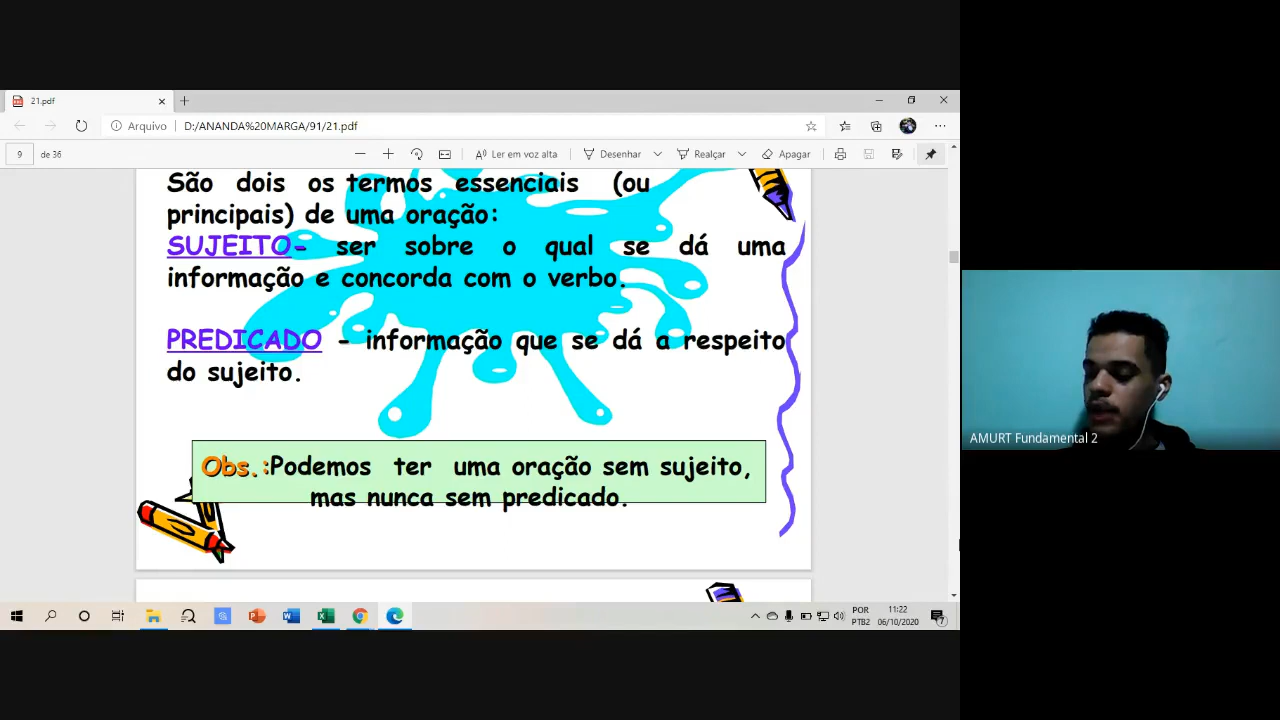 21.pdf
Arquivo
D:/ANANDA%20MARGA/91/21.pdf
9 de 36
Ler em voz alta
Desenhar
Realçar
Apagar
São dois os termos essenciais (ou
principais) de uma oração:
SUJEITO- ser sobre o qual se dá uma
informação e concorda com o verbo.
PREDICADO - informação que se dá a respeito
do sujeito.
Obs.:Podemos ter uma oração sem sujeito,
mas nunca sem predicado.
AMURT Fundamental 2
POR
PTB2
11:22
06/10/2020
7